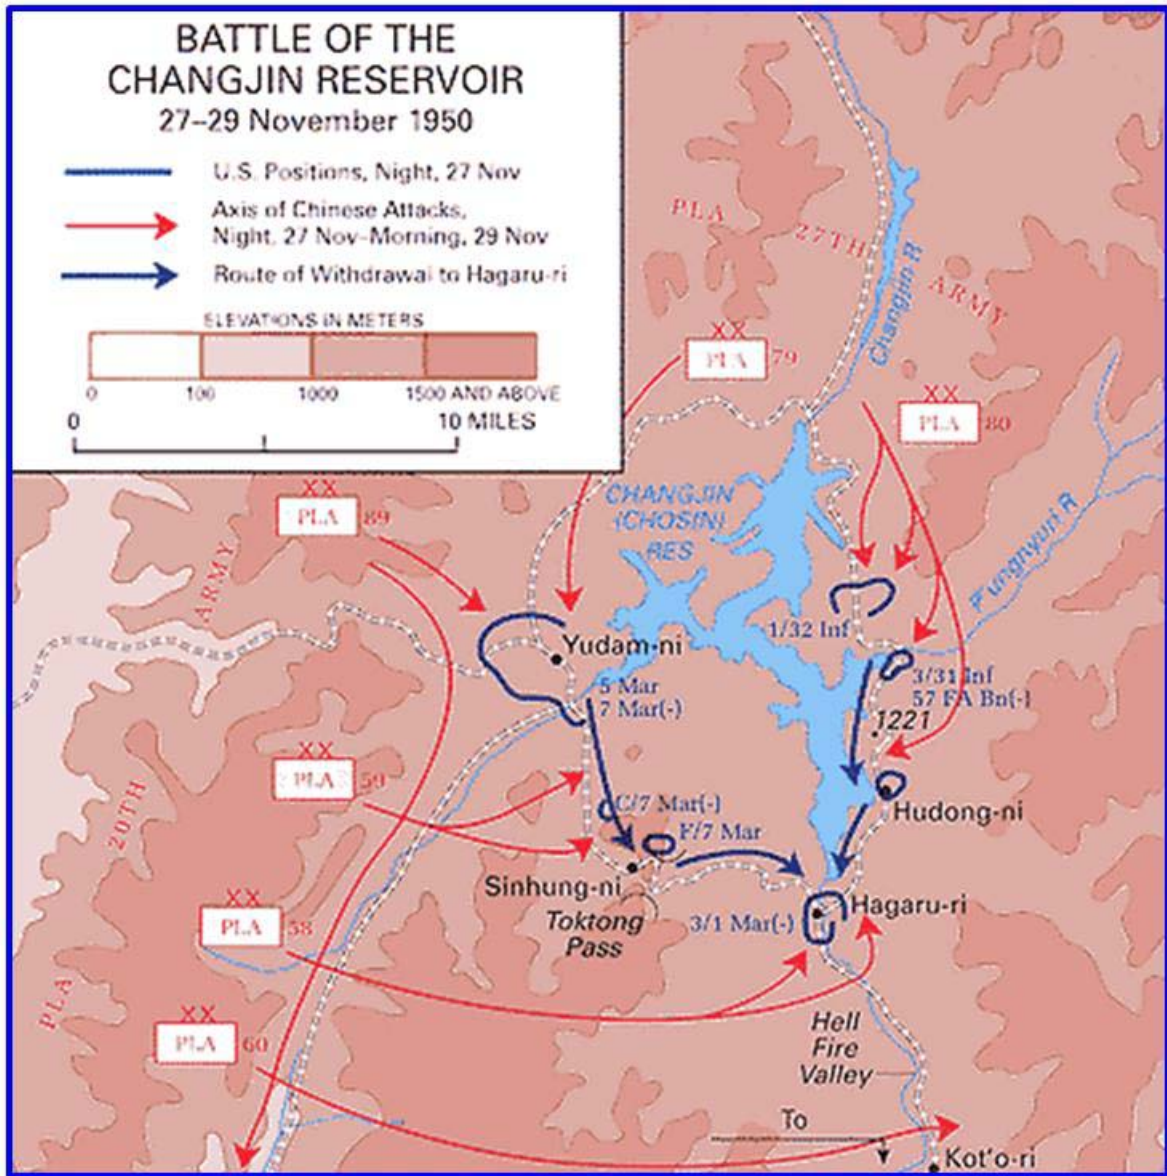 BATTLE OF THE
CHANGJIN RESERVOIR
27–29 November 1950
U.S. Positions, Night, 27 Nov
Axis of Chinese Attacks,
Night, 27 Nov–Morning, 29 Nov
Route of Withdrawal to Hagaru-ri
ELEVATIONS IN METERS
0 100 1000 1500 AND ABOVE
0 10 MILES
PLA 27TH ARMY
Changjin R
XX
PLA 79
XX
PLA 80
CHANGJIN
(CHOSIN)
RES
P'ungnyuri R
XX
PLA 89
PLA 20TH ARMY
1/32 Inf
Yudam-ni
5 Mar
7 Mar(-)
3/31 Inf
57 FA Bn(-)
1221
XX
PLA 59
C/7 Mar(-)
F/7 Mar
Hudong-ni
Sinhung-ni
Toktong
Pass
Hagaru-ri
3/1 Mar(-)
XX
PLA 58
XX
PLA 60
Hell
Fire
Valley
To
Kot'o-ri